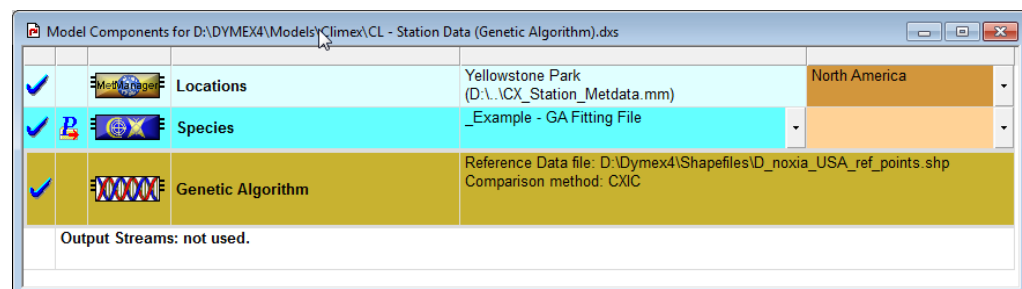 Model Components for D:\DYMEX4\Models\Climex\CL - Station Data (Genetic Algorithm).dxs
MetManager
Locations
Yellowstone Park
(D:\...\CX_Station_Metdata.mm)
North America
P
CX
Species
_Example - GA Fitting File
Genetic Algorithm
Reference Data file: D:\Dymex4\Shapefiles\D_noxia_USA_ref_points.shp
Comparison method: CXIC
Output Streams: not used.